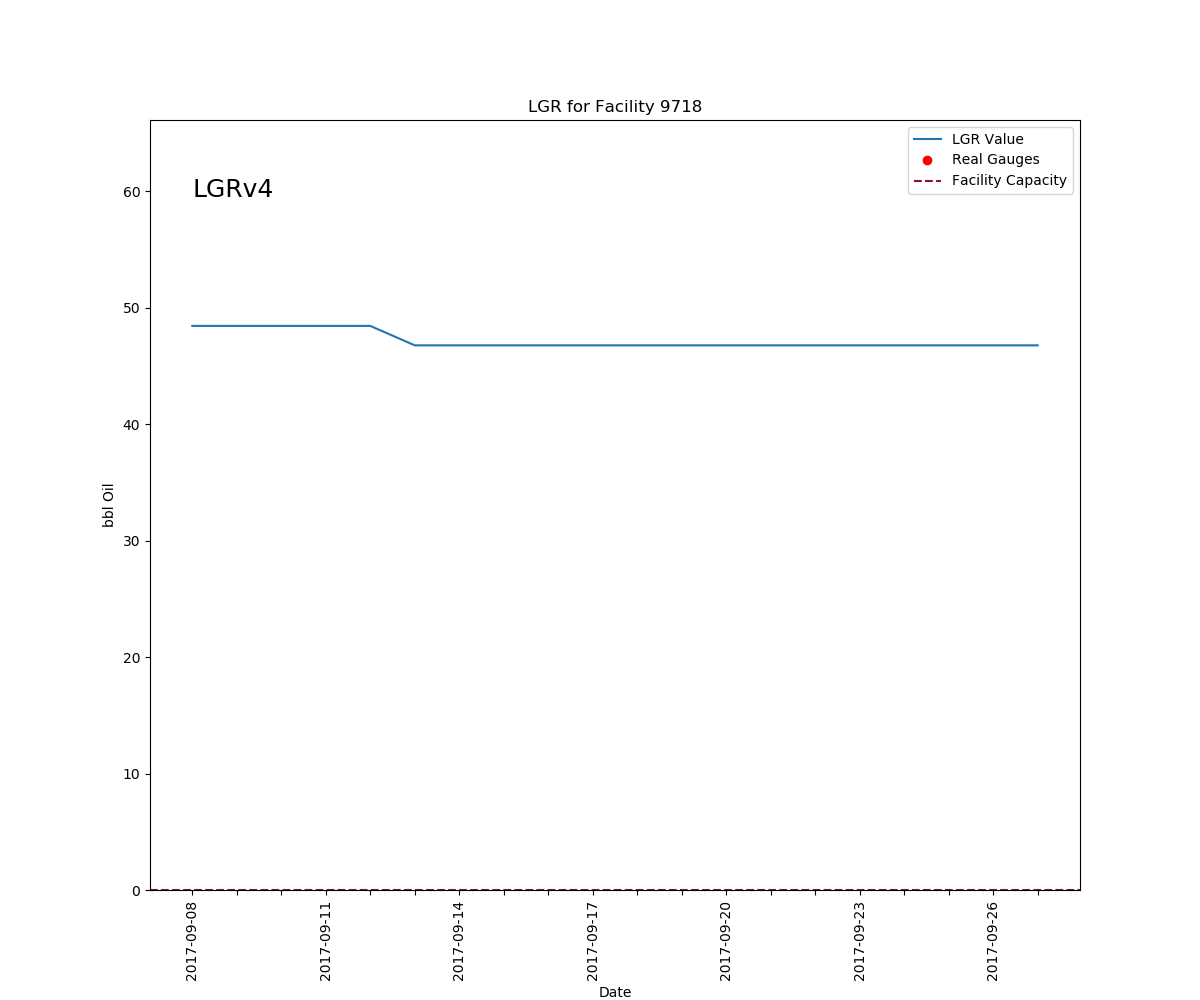 LGR for Facility 9718
LGRv4
LGR Value
Real Gauges
Facility Capacity
60
50
40
30
20
10
0
bbl Oil
2017-09-08
2017-09-11
2017-09-14
2017-09-17
2017-09-20
2017-09-23
2017-09-26
Date